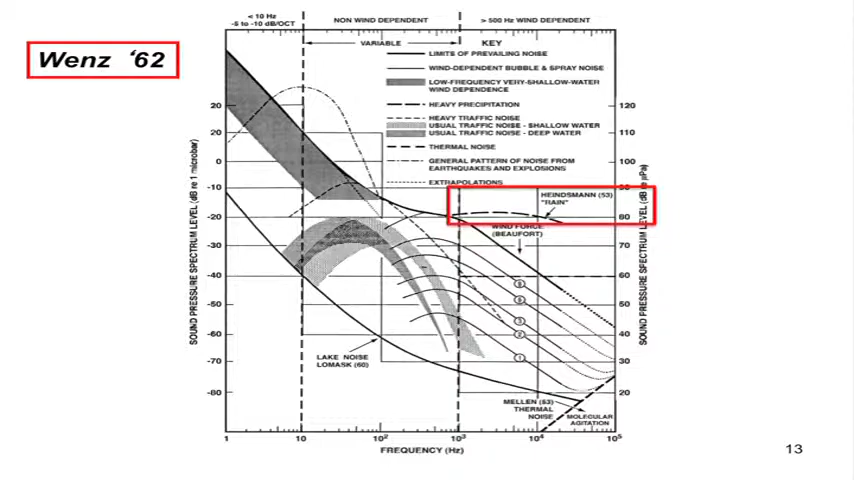 Wenz ‘62
< 10 Hz
-5 to -10 dB/OCT
NON WIND DEPENDENT
> 500 Hz WIND DEPENDENT
VARIABLE
KEY
LIMITS OF PREVAILING NOISE
WIND-DEPENDENT BUBBLE & SPRAY NOISE
LOW-FREQUENCY VERY-SHALLOW-WATER
WIND DEPENDENCE
HEAVY PRECIPITATION
HEAVY TRAFFIC NOISE
USUAL TRAFFIC NOISE - SHALLOW WATER
USUAL TRAFFIC NOISE - DEEP WATER
THERMAL NOISE
GENERAL PATTERN OF NOISE FROM
EARTHQUAKES AND EXPLOSIONS
EXTRAPOLATIONS
HEINDSMANN (53)
"RAIN"
WIND FORCE
(BEAUFORT)
SOUND PRESSURE SPECTRUM LEVEL (dB re 1 microbar)
20
20
0
-10
-20
-30
-40
-50
-60
-70
-80
120
110
100
90
80
70
60
50
40
30
20
SOUND PRESSURE SPECTRUM LEVEL (dB re µPa)
3
2
1
LAKE NOISE
LOMASK (60)
MELLEN (53)
THERMAL
NOISE
MOLECULAR
AGITATION
1
10
10²
10³
10⁴
10⁵
FREQUENCY (Hz)
13